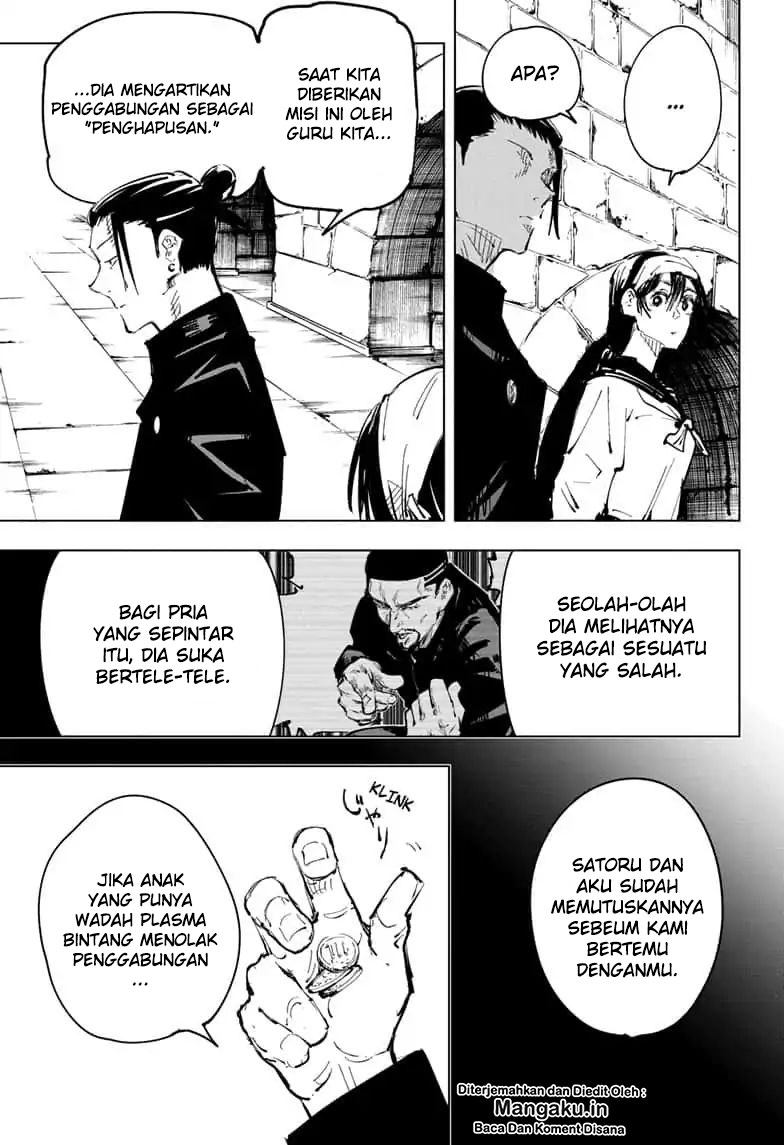 ...
APA?
SAAT KITA
DIBERIKAN
MISI INI OLEH
GURU KITA...
...DIA MENGARTIKAN
PENGGABUNGAN SEBAGAI
"PENGHAPUSAN."
SEOLAH-OLAH
DIA MELIHATNYA
SEBAGAI SESUATU
YANG SALAH.
BAGI PRIA
YANG SEPINTAR
ITU, DIA SUKA
BERTELE-TELE.
SATORU DAN
AKU SUDAH
MEMUTUSKANNYA
SEBEUM KAMI
BERTEMU
DENGANMU.
KLINK
じゃり
JIKA ANAK
YANG PUNYA
WADAH PLASMA
BINTANG MENOLAK
PENGGABUNGAN
...
Diterjemahkan dan Diedit Oleh :
Mangaku.in
Baca Dan Koment Disana